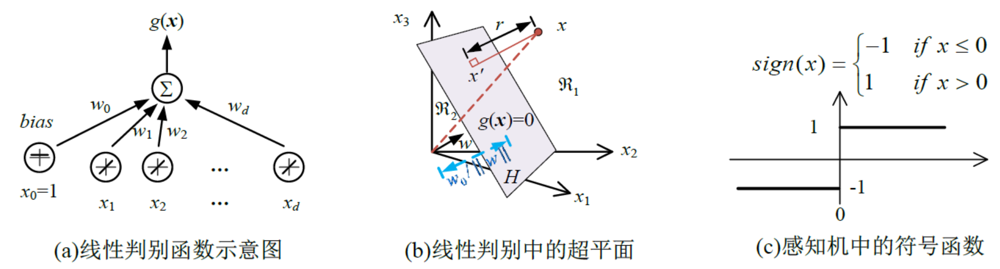 g(x)
Σ
w0
w1
w2
wd
bias
x0=1
x1
x2
...
xd
...
(a)线性判别函数示意图
x3
r
x
x′
ℜ1
ℜ2
g(x)=0
w
w0/||w||
H
x2
x1
(b)线性判别中的超平面
sign(x) = { −1 if x ≤ 0
1 if x > 0
1
-1
0
(c)感知机中的符号函数